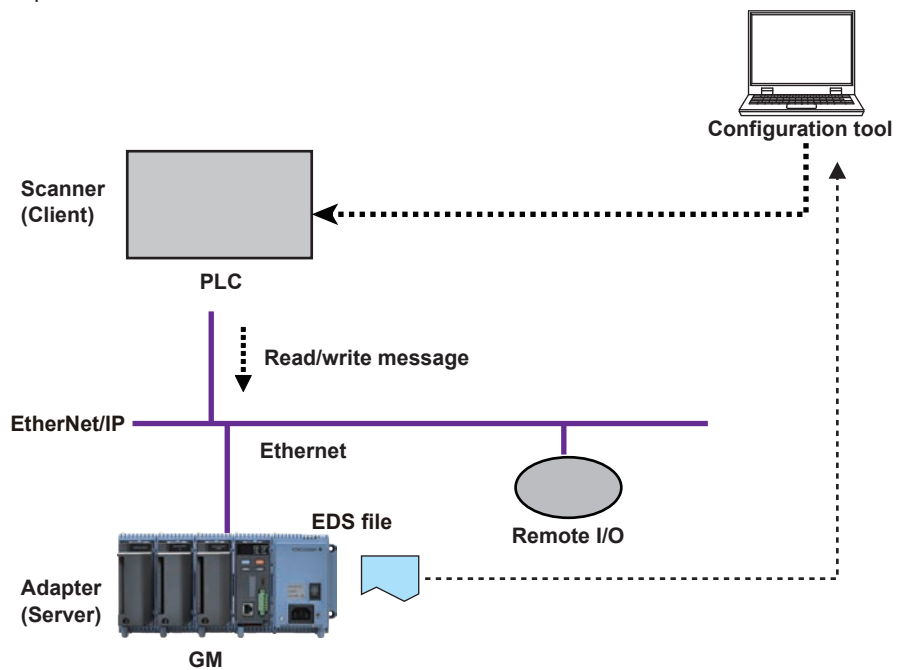 Configuration tool
Scanner
(Client)
PLC
Read/write message
EtherNet/IP
Ethernet
EDS file
Remote I/O
Adapter
(Server)
GM